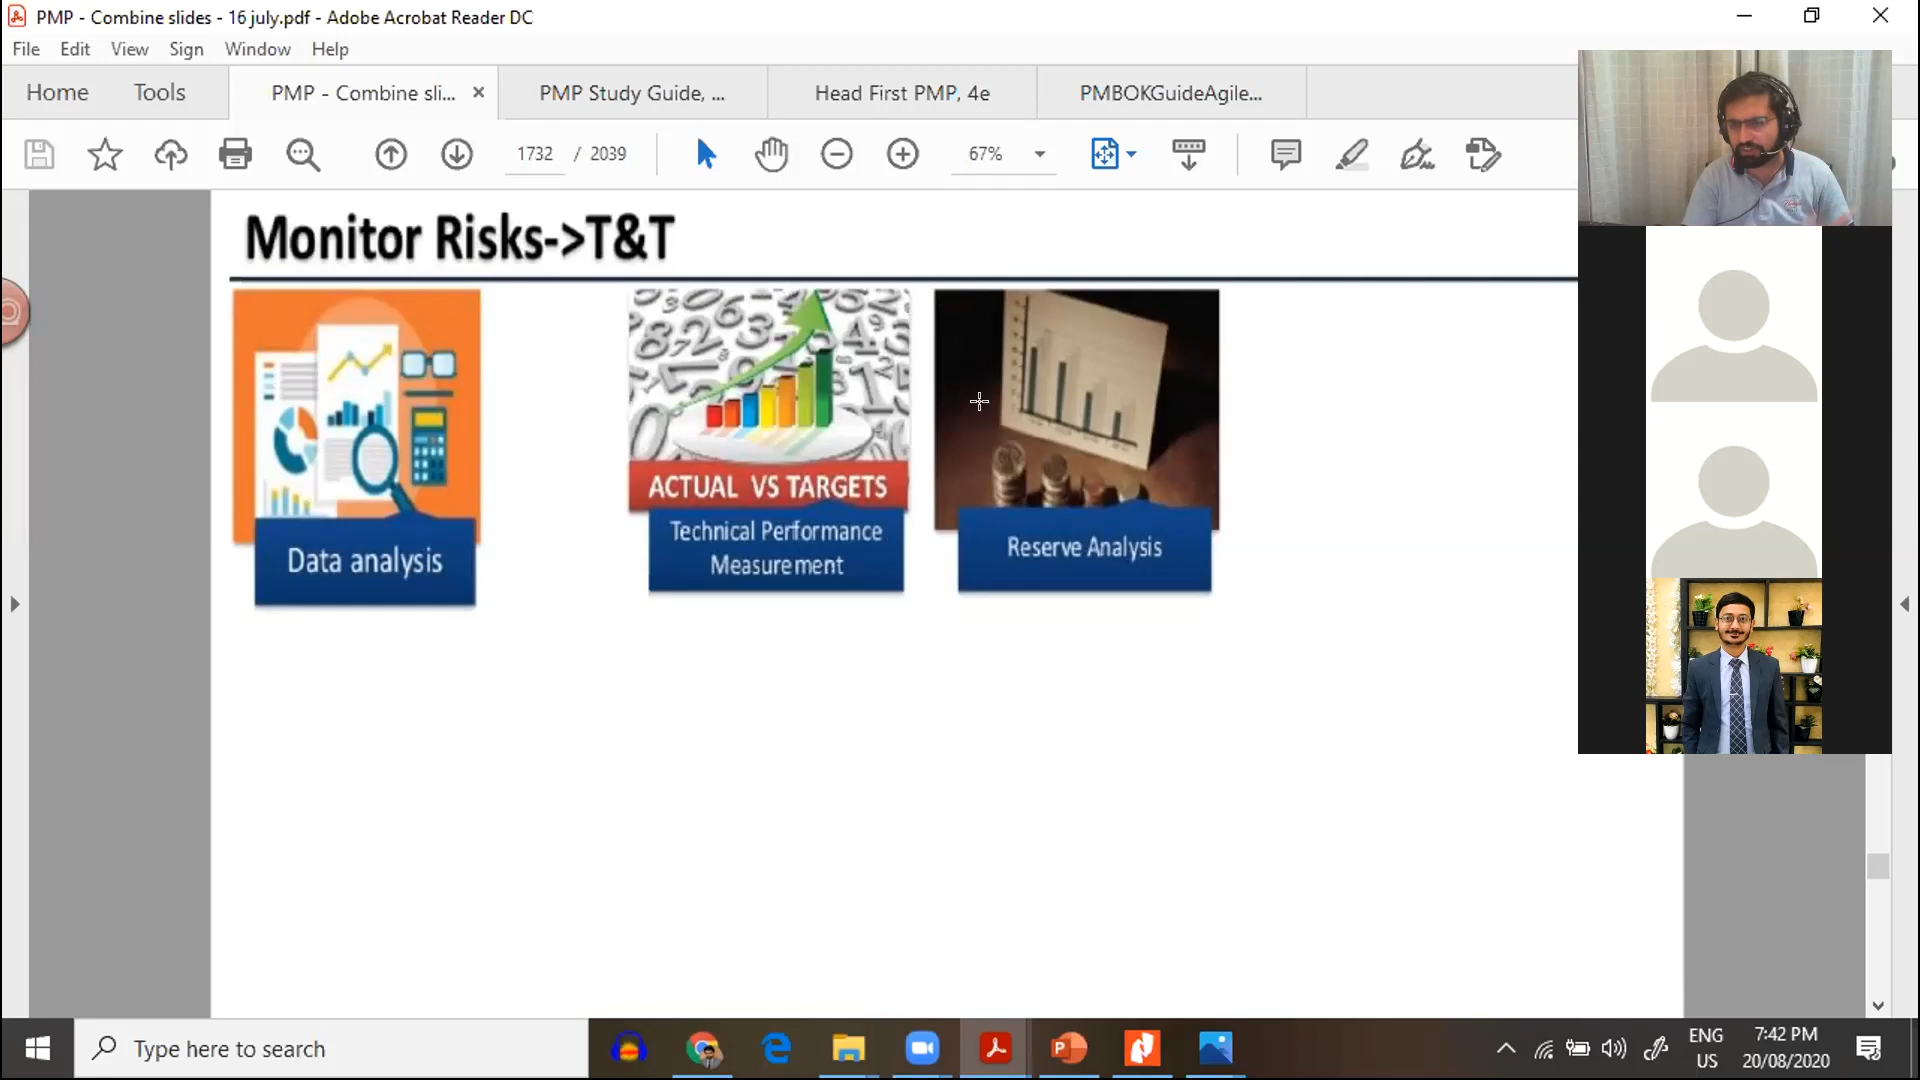 PMP - Combine slides - 16 july.pdf - Adobe Acrobat Reader DC
File Edit View Sign Window Help
Home Tools PMP - Combine sli... PMP Study Guide, ... Head First PMP, 4e PMBOKGuideAgile...
1732 / 2039 67%
Monitor Risks->T&T
ACTUAL VS TARGETS
Data analysis
Technical Performance
Measurement
Reserve Analysis
Type here to search
ENG
US
7:42 PM
20/08/2020